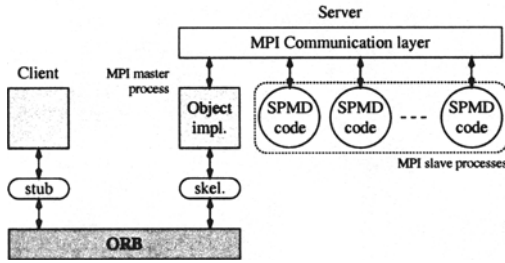 Server
MPI Communication layer
Client
MPI master
process
Object
impl.
SPMD
code
SPMD
code
SPMD
code
MPI slave processes
stub
skel.
ORB